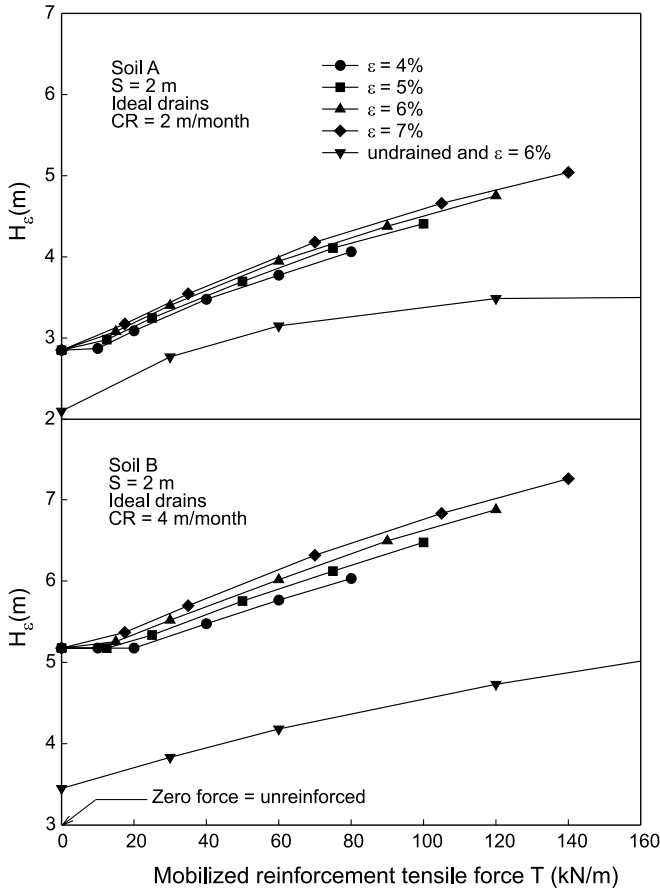 7
6
5
4
3
2
Hε(m)
Soil A
S = 2 m
Ideal drains
CR = 2 m/month
ε = 4%
ε = 5%
ε = 6%
ε = 7%
undrained and ε = 6%
7
6
5
4
3
Hε(m)
Soil B
S = 2 m
Ideal drains
CR = 4 m/month
Zero force = unreinforced
0 20 40 60 80 100 120 140 160
Mobilized reinforcement tensile force T (kN/m)